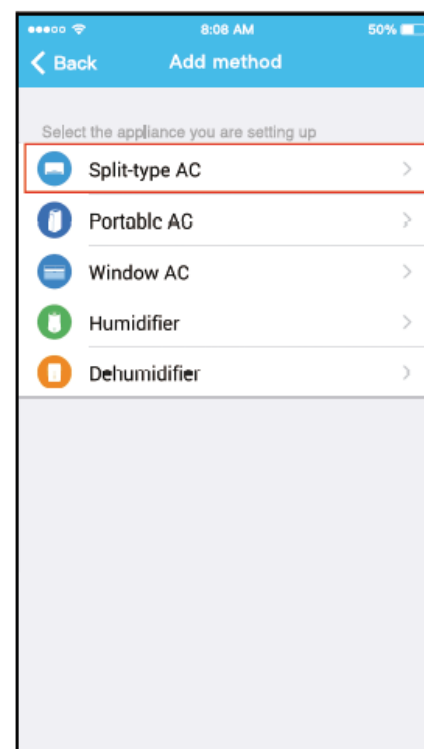 8:08 AM 50%
Back Add method
Select the appliance you are setting up
Split-type AC
Portable AC
Window AC
Humidifier
Dehumidifier